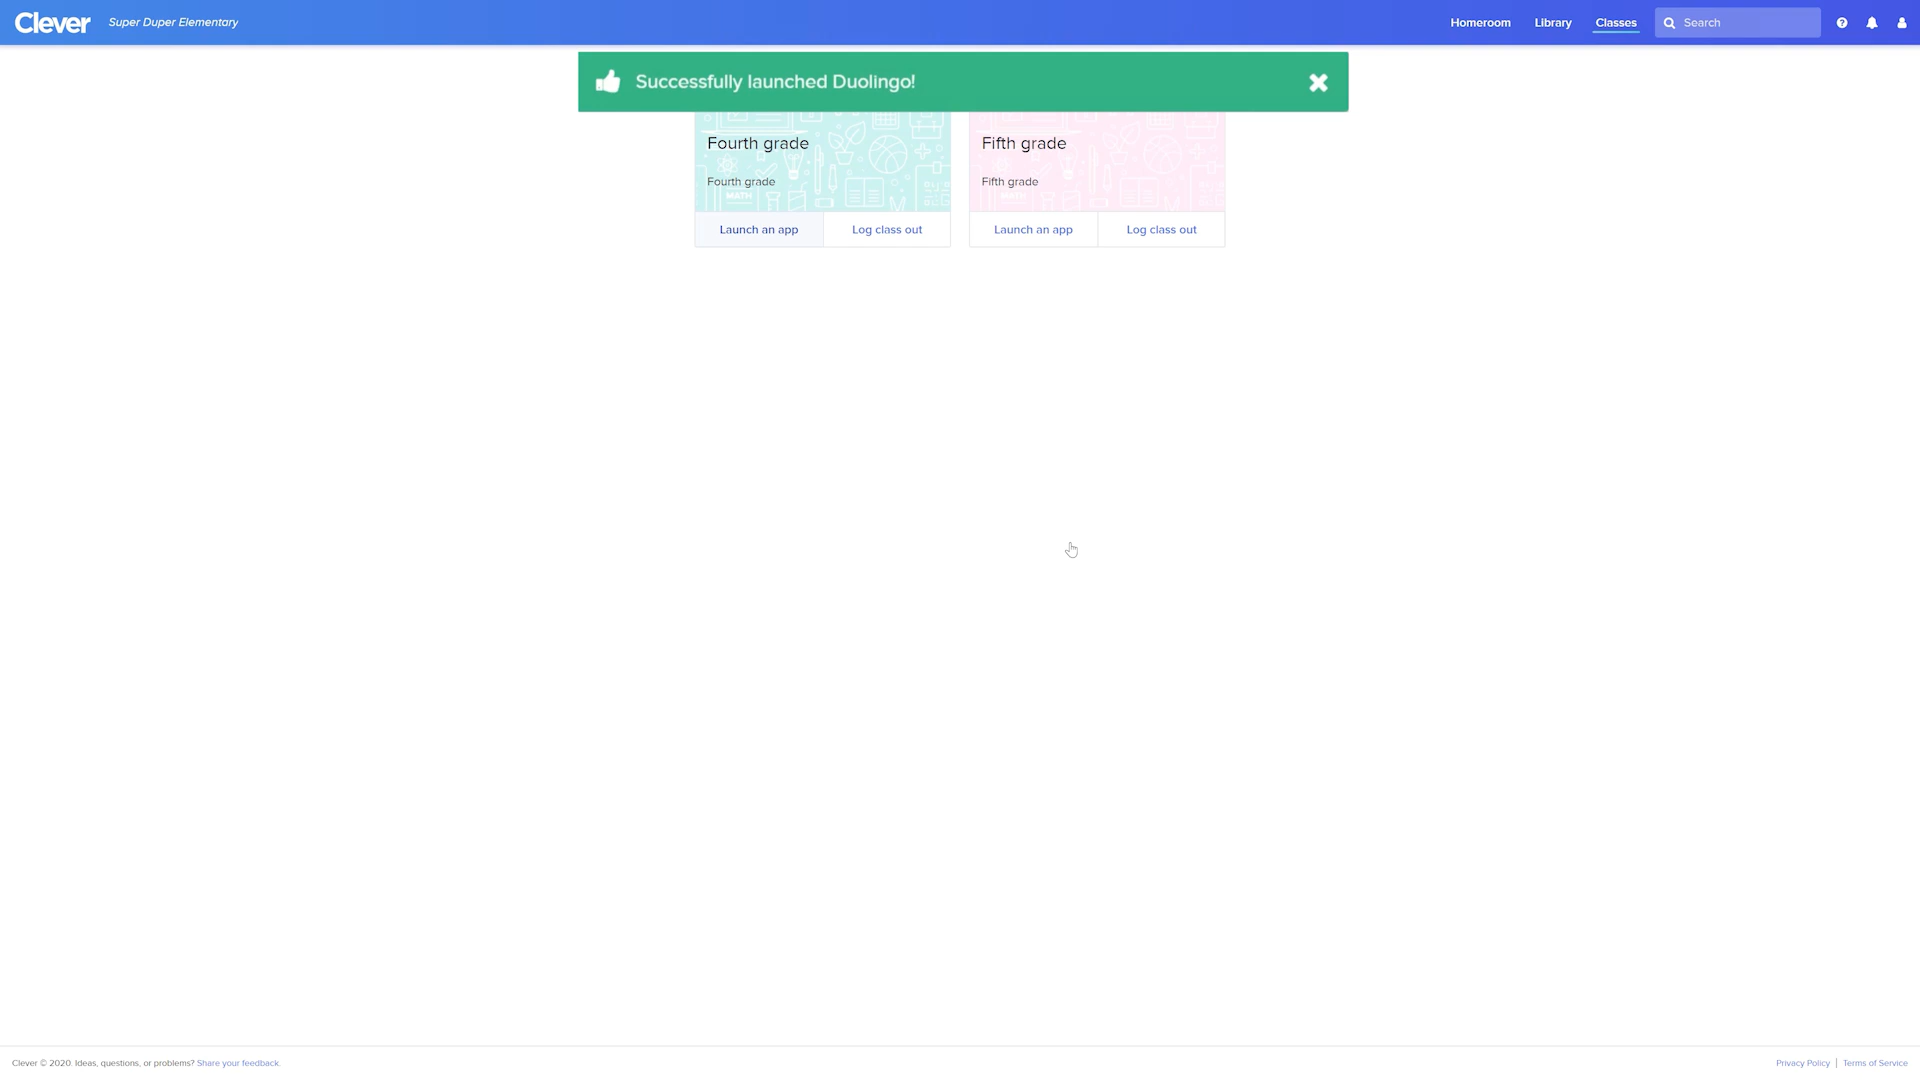 Clever Super Duper Elementary Homeroom Library Classes Search
Successfully launched Duolingo!
Fourth grade
Fourth grade
MATH
Launch an app Log class out
Fifth grade
Fifth grade
MATH
Launch an app Log class out
Clever © 2020. Ideas, questions, or problems? Share your feedback.
Privacy Policy | Terms of Service